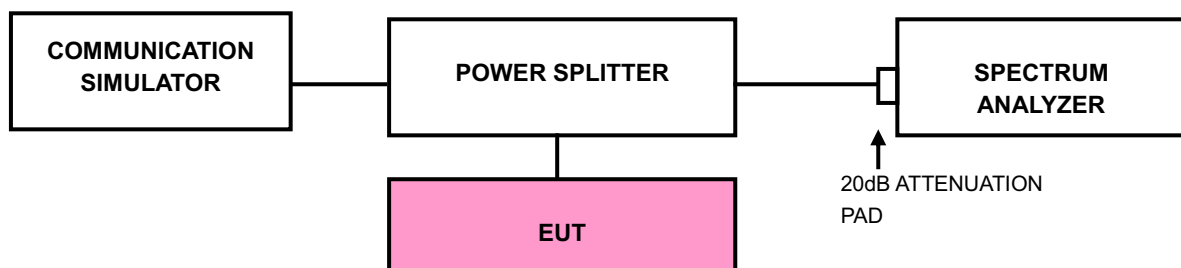 COMMUNICATION
SIMULATOR
POWER SPLITTER
SPECTRUM
ANALYZER
20dB ATTENUATION
PAD
EUT